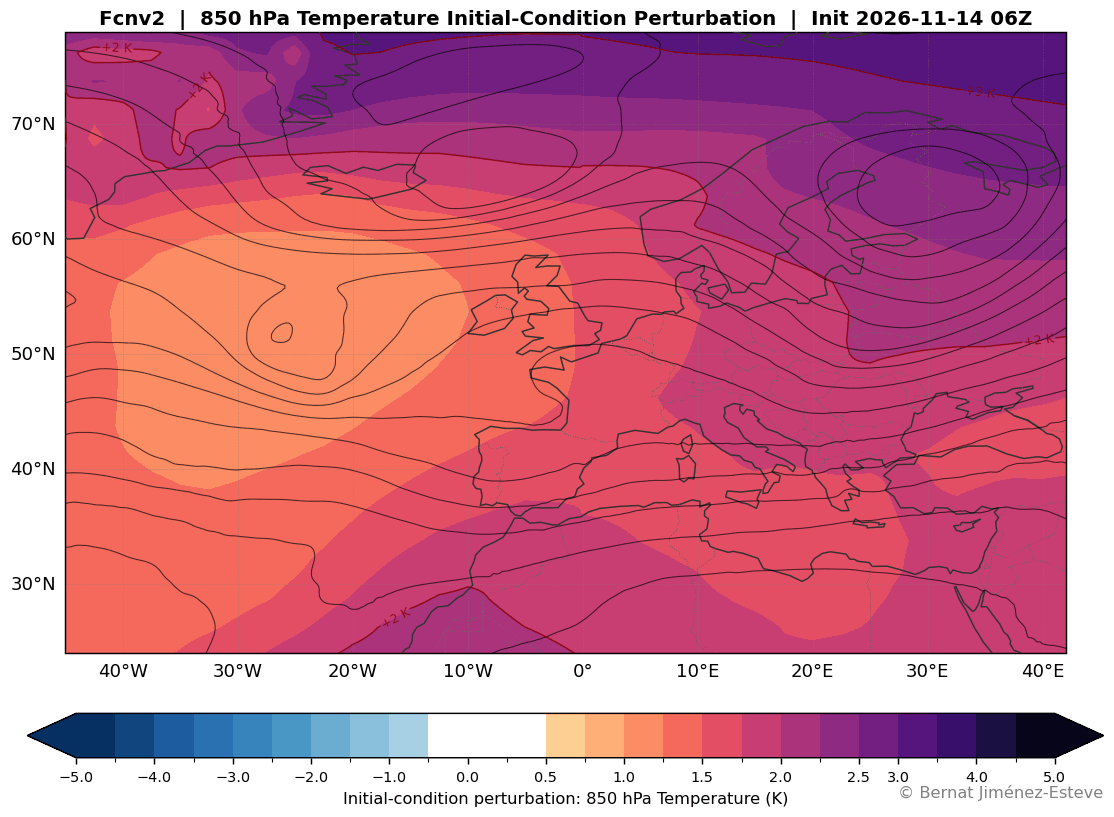 Fcnv2  |  850 hPa Temperature Initial-Condition Perturbation  |  Init 2026-11-14 06Z
+2 K
+2 K
+3 K
70°N
60°N
50°N
+2 K
40°N
30°N
+2 K
40°W 30°W 20°W 10°W 0° 10°E 20°E 30°E 40°E
−5.0 −4.0 −3.0 −2.0 −1.0 0.0 0.5 1.0 1.5 2.0 2.5 3.0 4.0 5.0
Initial-condition perturbation: 850 hPa Temperature (K)
© Bernat Jiménez-Esteve